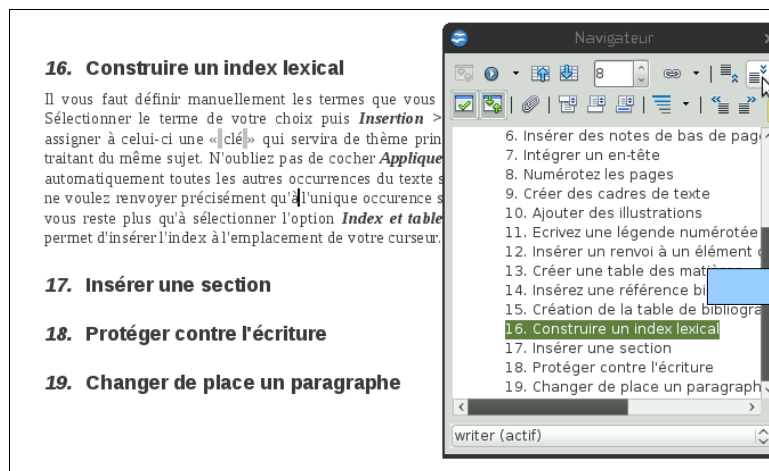 16. Construire un index lexical
Il vous faut définir manuellement les termes que vous
Sélectionner le terme de votre choix puis Insertion >
assigner à celui-ci une « clé » qui servira de thème prin
traitant du même sujet. N'oubliez pas de cocher Applique
automatiquement toutes les autres occurrences du texte s
ne voulez renvoyer précisément qu'à l'unique occurence s
vous reste plus qu'à sélectionner l'option Index et table
permet d'insérer l'index à l'emplacement de votre curseur.
17. Insérer une section
18. Protéger contre l'écriture
19. Changer de place un paragraphe
Navigateur
8
6. Insérer des notes de bas de page
7. Intégrer un en-tête
8. Numérotez les pages
9. Créer des cadres de texte
10. Ajouter des illustrations
11. Ecrivez une légende numérotée
12. Insérer un renvoi à un élément
13. Créer une table des matières
14. Insérez une référence bi
15. Création de la table de bibliogra
16. Construire un index lexical
17. Insérer une section
18. Protéger contre l'écriture
19. Changer de place un paragraph
writer (actif)